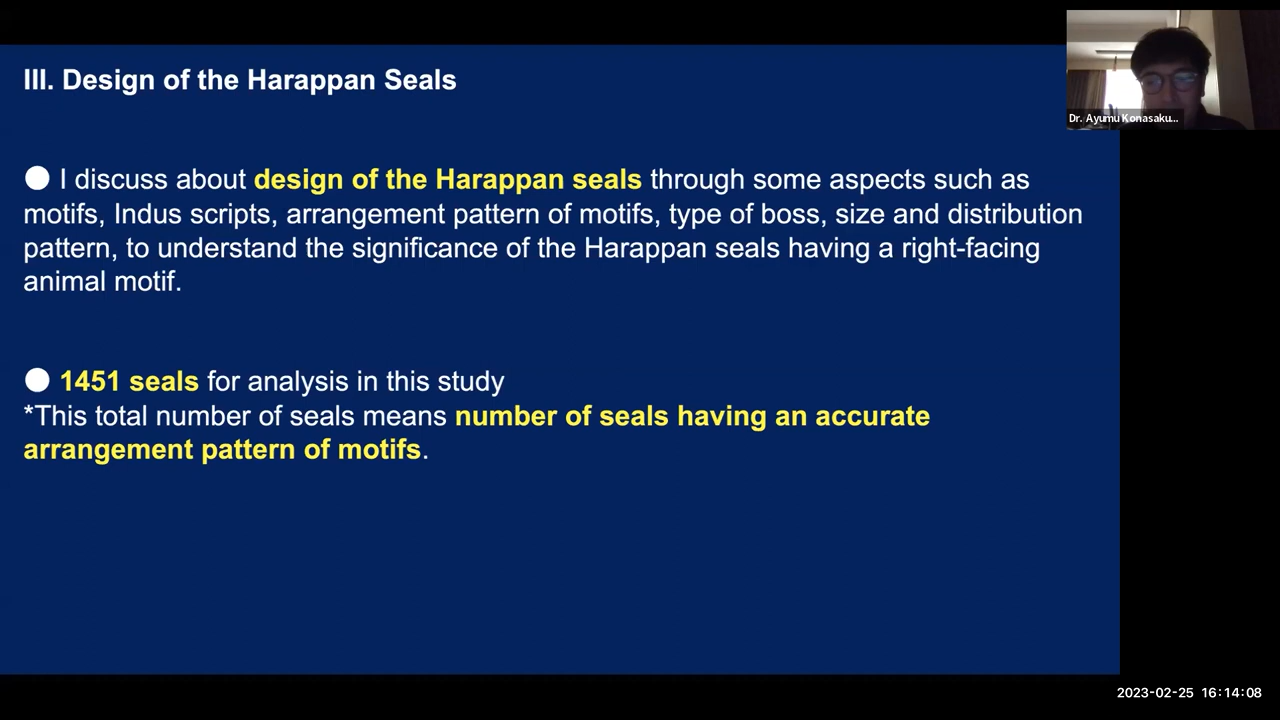 III. Design of the Harappan Seals
● I discuss about design of the Harappan seals through some aspects such as
motifs, Indus scripts, arrangement pattern of motifs, type of boss, size and distribution
pattern, to understand the significance of the Harappan seals having a right-facing
animal motif.
● 1451 seals for analysis in this study
*This total number of seals means number of seals having an accurate
arrangement pattern of motifs.
Dr. Ayumu Konasaku...
2023-02-25 16:14:08